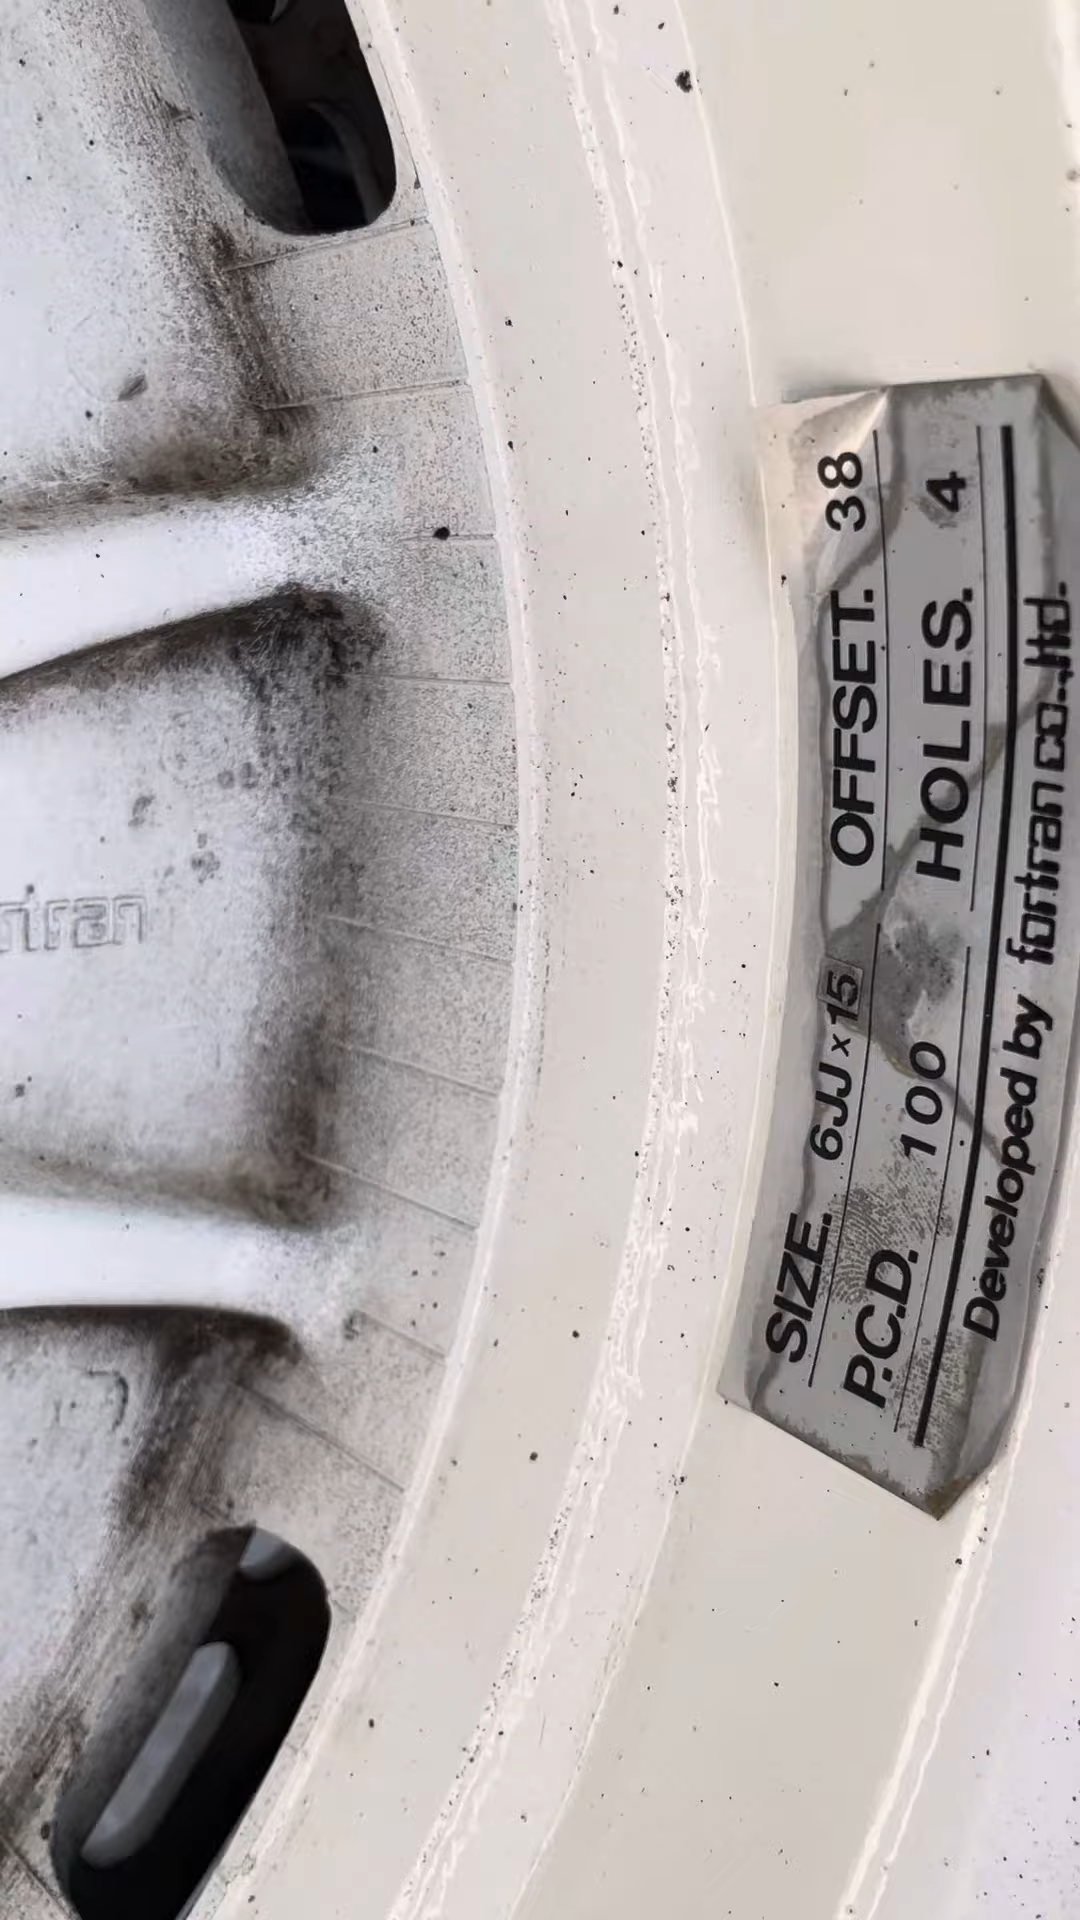 SIZE. 6JJ x 15 OFFSET. 38
P.C.D. 100 HOLES. 4
Developed by fortran co.,ltd.